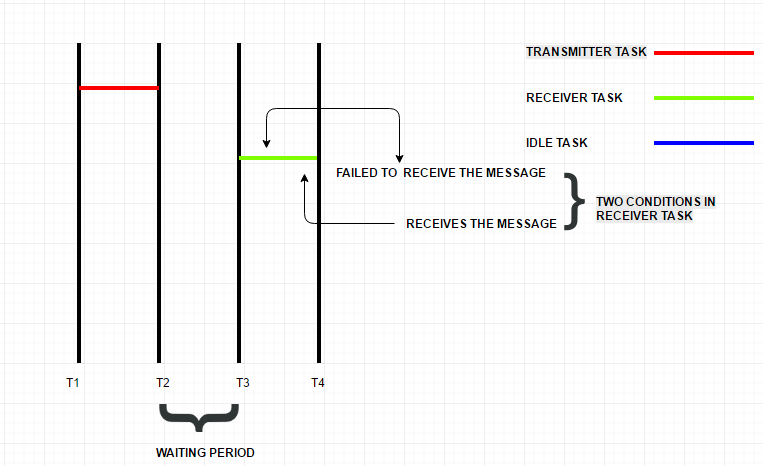 TRANSMITTER TASK
RECEIVER TASK
IDLE TASK
FAILED TO RECEIVE THE MESSAGE
TWO CONDITIONS IN
RECEIVER TASK
RECEIVES THE MESSAGE
T1
T2
T3
T4
WAITING PERIOD